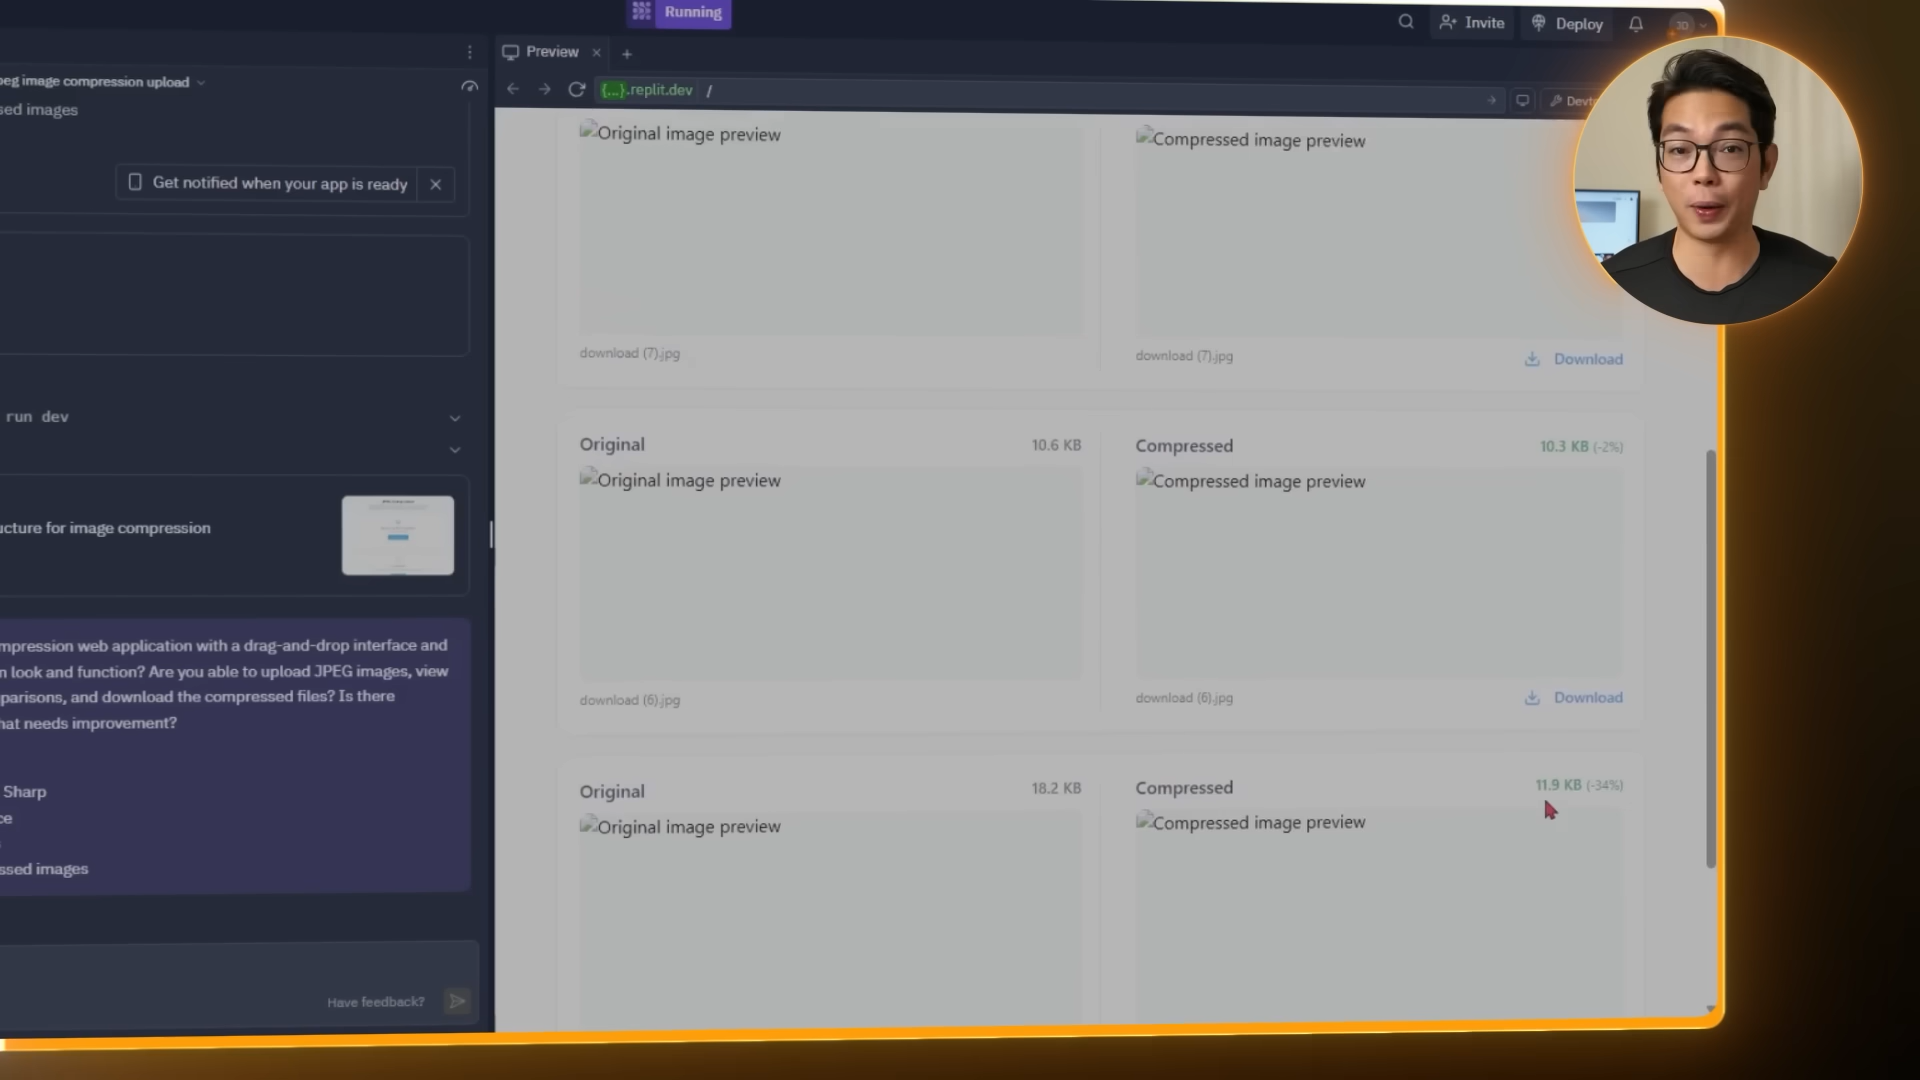 Running
Invite
Deploy
JD
Preview
{...}.replit.dev /
peg image compression upload
sed images
Get notified when your app is ready
run dev
ucture for image compression
mpression web application with a drag-and-drop interface and
n look and function? Are you able to upload JPEG images, view
parisons, and download the compressed files? Is there
hat needs improvement?
Sharp
ce
s
ssed images
Have feedback?
Original image preview
Compressed image preview
download (7).jpg
download (7).jpg
Download
Original
10.6 KB
Compressed
10.3 KB (-2%)
Original image preview
Compressed image preview
download (6).jpg
download (6).jpg
Download
Original
18.2 KB
Compressed
11.9 KB (-34%)
Original image preview
Compressed image preview